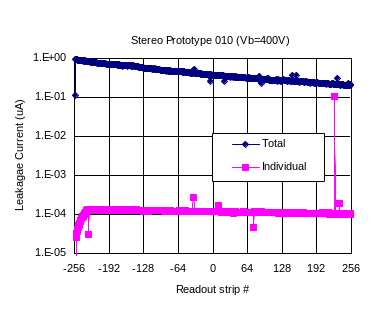 Stereo Prototype 010 (Vb=400V)
Leakagae Current (uA)
1.E+00
1.E-01
1.E-02
1.E-03
1.E-04
1.E-05
Total
Individual
-256 -192 -128 -64 0 64 128 192 256
Readout strip #